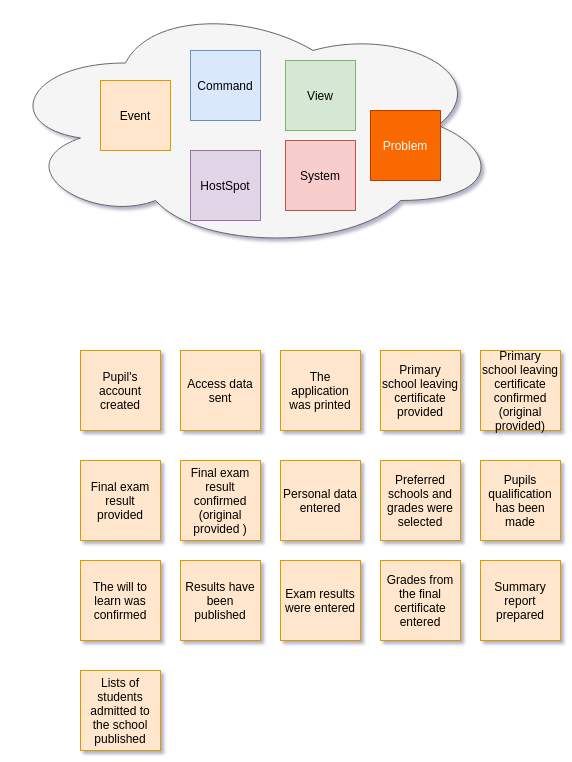 Event
Command
View
Problem
HostSpot
System
Pupil's
account
created
Access data
sent
The
application
was printed
Primary
school leaving
certificate
provided
Primary
school leaving
certificate
confirmed
(original
provided)
Final exam
result
provided
Final exam
result
confirmed
(original
provided )
Personal data
entered
Preferred
schools and
grades were
selected
Pupils
qualification
has been
made
The will to
learn was
confirmed
Results have
been
published
Exam results
were entered
Grades from
the final
certificate
entered
Summary
report
prepared
Lists of
students
admitted to
the school
published